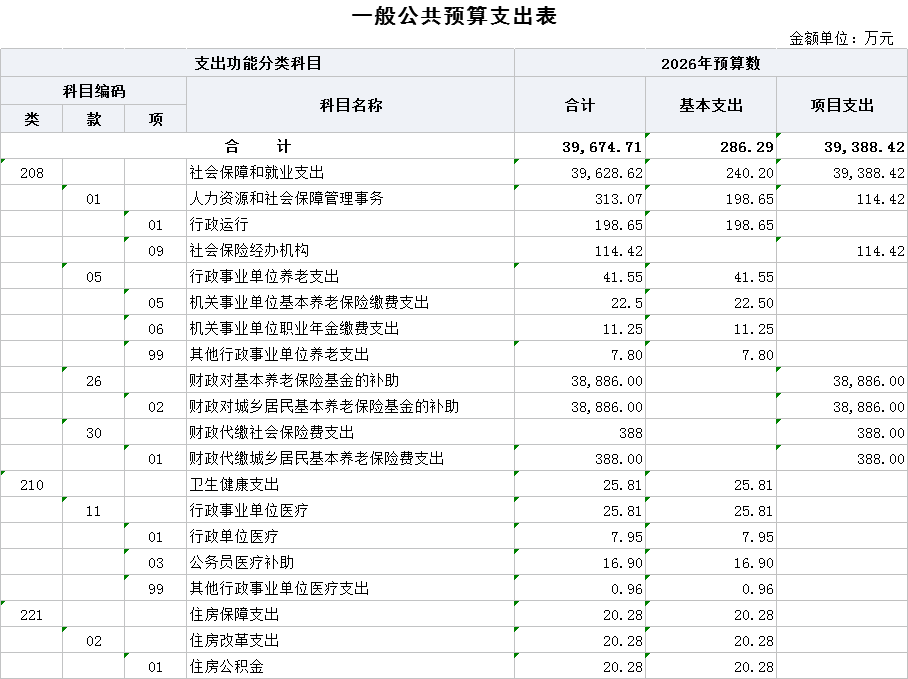 一般公共预算支出表
金额单位：万元
支出功能分类科目 2026年预算数
科目编码 科目名称 合计 基本支出 项目支出
类 款 项
合 计 39,674.71 286.29 39,388.42
208 社会保障和就业支出 39,628.62 240.20 39,388.42
01 人力资源和社会保障管理事务 313.07 198.65 114.42
01 行政运行 198.65 198.65
09 社会保险经办机构 114.42 114.42
05 行政事业单位养老支出 41.55 41.55
05 机关事业单位基本养老保险缴费支出 22.5 22.50
06 机关事业单位职业年金缴费支出 11.25 11.25
99 其他行政事业单位养老支出 7.80 7.80
26 财政对基本养老保险基金的补助 38,886.00 38,886.00
02 财政对城乡居民基本养老保险基金的补助 38,886.00 38,886.00
30 财政代缴社会保险费支出 388 388.00
01 财政代缴城乡居民基本养老保险费支出 388.00 388.00
210 卫生健康支出 25.81 25.81
11 行政事业单位医疗 25.81 25.81
01 行政单位医疗 7.95 7.95
03 公务员医疗补助 16.90 16.90
99 其他行政事业单位医疗支出 0.96 0.96
221 住房保障支出 20.28 20.28
02 住房改革支出 20.28 20.28
01 住房公积金 20.28 20.28